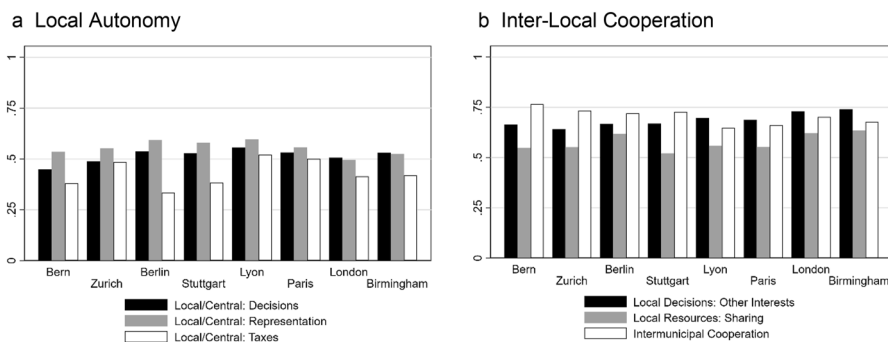 a Local Autonomy
1
.75
.5
.25
0
Bern
Zurich
Berlin
Stuttgart
Lyon
Paris
London
Birmingham
Local/Central: Decisions
Local/Central: Representation
Local/Central: Taxes
b Inter-Local Cooperation
1
.75
.5
.25
0
Bern
Zurich
Berlin
Stuttgart
Lyon
Paris
London
Birmingham
Local Decisions: Other Interests
Local Resources: Sharing
Intermunicipal Cooperation